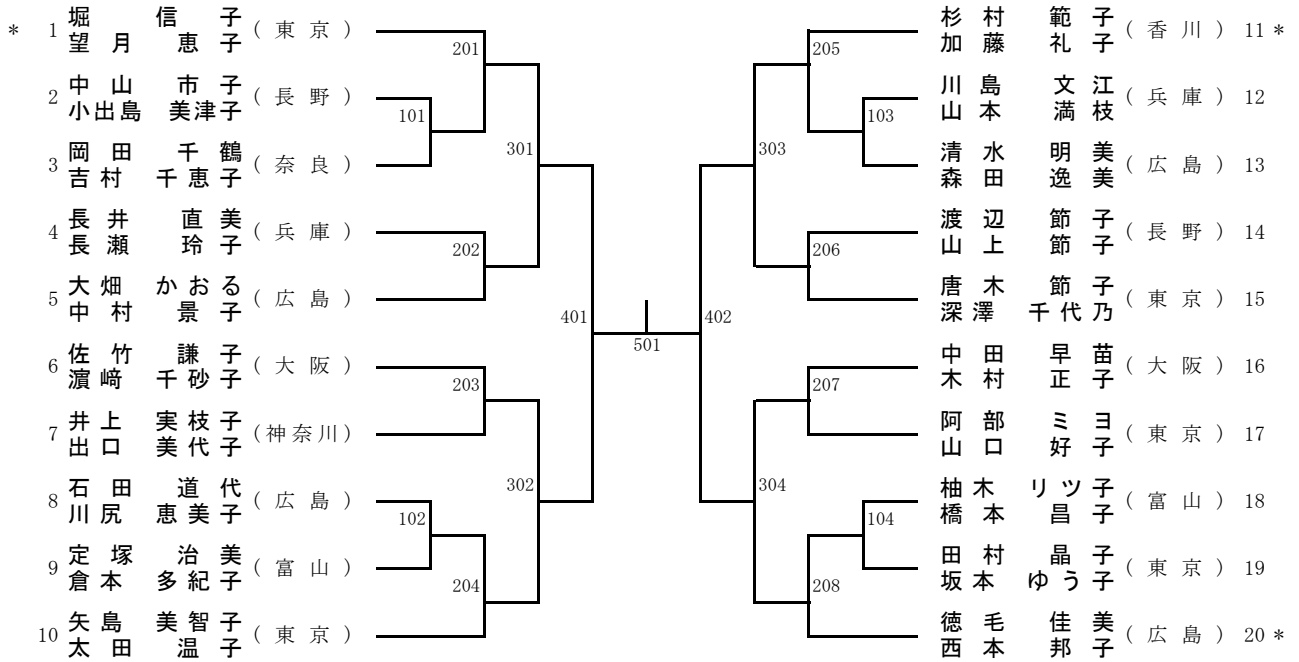 * 1 堀 信 子 ( 東 京 )
望 月 恵 子
201
2 中 山 市 子 ( 長 野 )
小出島 美津子
101
3 岡 田 千 鶴 ( 奈 良 )
吉 村 千恵子
301
4 長 井 直 美 ( 兵 庫 )
長 瀬 玲 子
202
5 大 畑 かおる ( 広 島 )
中 村 景 子
401
6 佐 竹 謙 子 ( 大 阪 )
濵 﨑 千砂子
203
7 井 上 実枝子 (神奈川)
出 口 美代子
302
8 石 田 道 代 ( 広 島 )
川 尻 恵美子
102
9 定 塚 治 美 ( 富 山 )
倉 本 多紀子
204
10 矢 島 美智子 ( 東 京 )
太 田 温 子
501
杉 村 範 子 ( 香 川 ) 11 *
加 藤 礼 子
205
川 島 文 江 ( 兵 庫 ) 12
山 本 満 枝
103
清 水 明 美 ( 広 島 ) 13
森 田 逸 美
303
渡 辺 節 子 ( 長 野 ) 14
山 上 節 子
206
唐 木 節 子 ( 東 京 ) 15
深 澤 千代乃
402
中 田 早 苗 ( 大 阪 ) 16
木 村 正 子
207
阿 部 ミ ヨ ( 東 京 ) 17
山 口 好 子
304
柚 木 リツ子 ( 富 山 ) 18
橋 本 昌 子
104
田 村 晶 子 ( 東 京 ) 19
坂 本 ゆう子
208
徳 毛 佳 美 ( 広 島 ) 20 *
西 本 邦 子